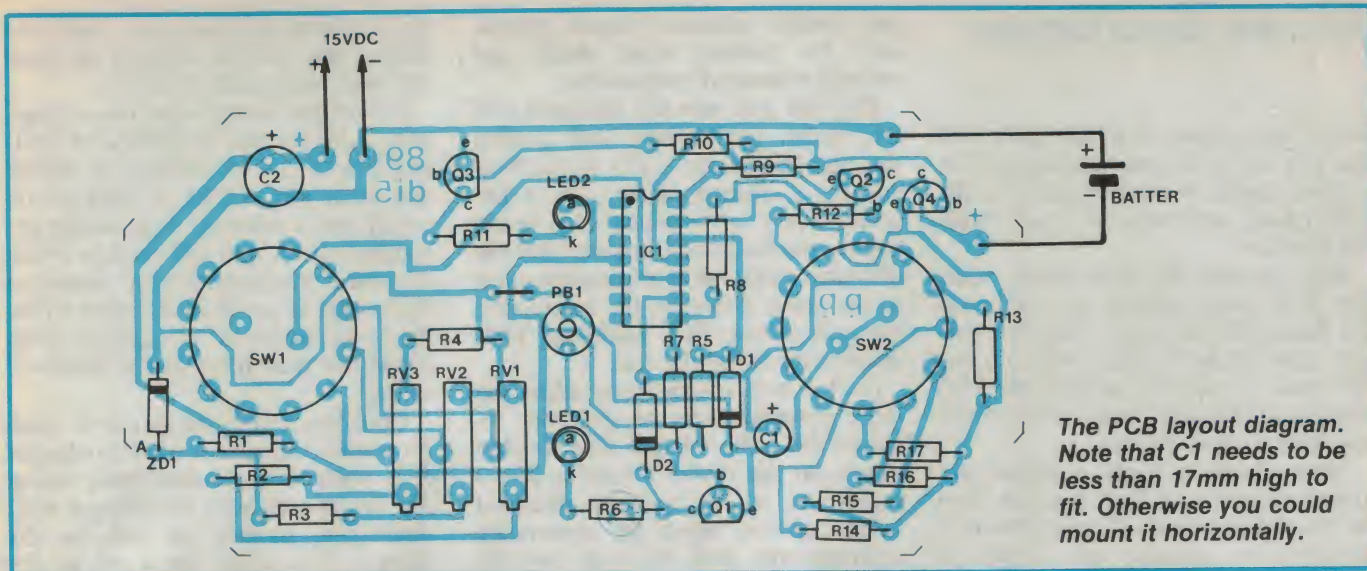 15VDC
+ -
+ +
C2
89
di5
e
b Q3
c
LED2
a
k
R10
R9
e Q2 c
c
e Q4 b
+
-
BATTER
+
R11
IC1
R12
R8
SW1
R4
PB1
SW2
R13
RV3 RV2 RV1
R7 R5 D1
LED1
a
k
+
C1
D2
A
ZD1
R1
R2
R3
R6
b
c Q1 e
R17
R16
R15
R14
The PCB layout diagram.
Note that C1 needs to be
less than 17mm high to
fit. Otherwise you could
mount it horizontally.